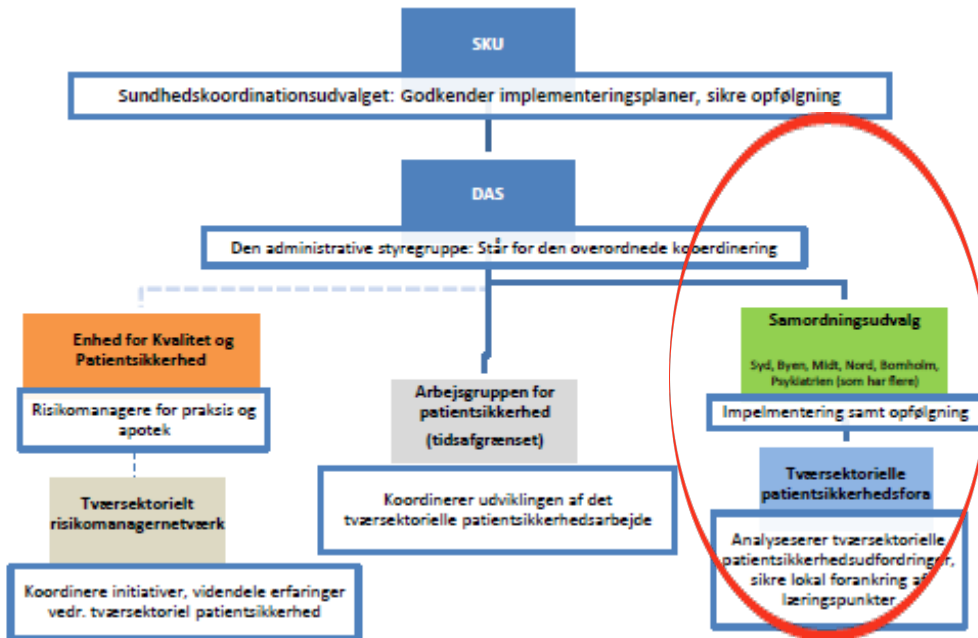 SKU
Sundhedskoordinationsudvalget: Godkender implementeringsplaner, sikre opfølgning
DAS
Den administrative styregruppe: Står for den overordnede kooerdinering
Enhed for Kvalitet og
Patientsikkerhed
Risikomanagere for praksis og
apotek
Tværsektorielt
risikomanagernetværk
Koordinere initiativer, videndele erfaringer
vedr. tværsektoriel patientsikkerhed
Arbejsgruppen for
patientsikkerhed
(tidsafgrænset)
Koordinerer udviklingen af det
tværsektorielle patientsikkerhedsarbejde
Samordningsudvalg
Syd, Byen, Midt, Nord, Bornholm,
Psykiatrien (som har flere)
Impelmentering samt opfølgning
Tværsektorielle
patientsikkerhedsfora
Analyseserer tværsektorielle
patientsikkerhedsudfordringer,
sikre lokal forankring af
læringspunkter